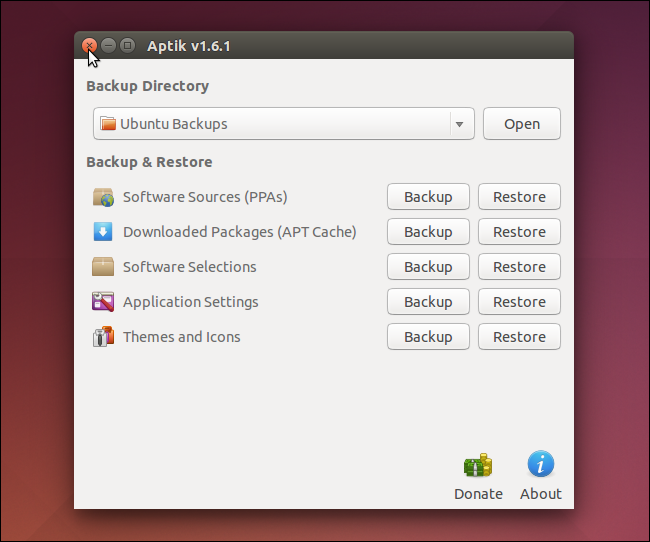 Aptik v1.6.1
Backup Directory
Ubuntu Backups Open
Backup & Restore
Software Sources (PPAs) Backup Restore
Downloaded Packages (APT Cache) Backup Restore
Software Selections Backup Restore
Application Settings Backup Restore
Themes and Icons Backup Restore
Donate About